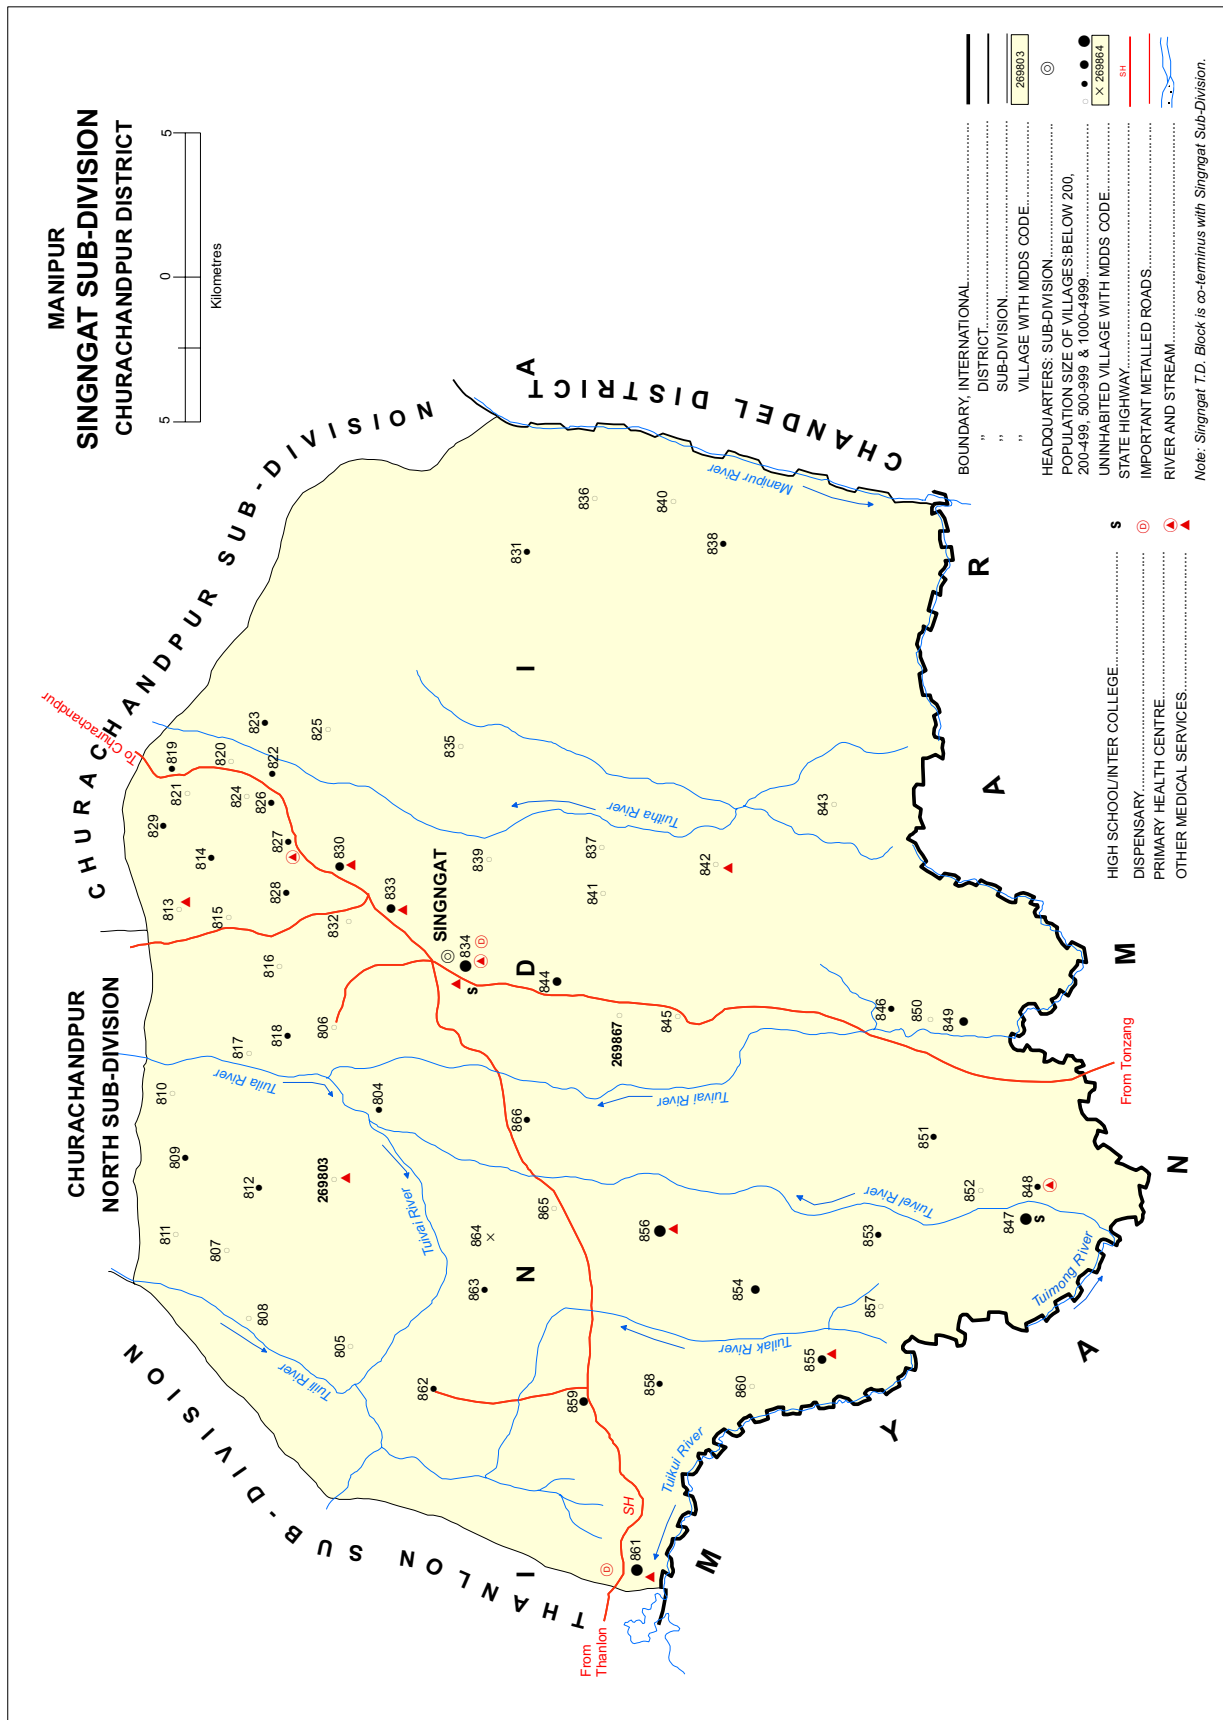 MANIPUR
SINGNGAT SUB-DIVISION
CHURACHANDPUR DISTRICT
5
0
5
Kilometres
CHURACHANDPUR
NORTH SUB-DIVISION
CHURACHANDPUR SUB-DIVISION
THANLON SUB-DIVISION
CHANDEL DISTRICT
INDIA
MYANMAR
To Churachandpur
From
Thanlon
From Tonzang
SH
SINGNGAT
Manipur River
Tuitha River
Tuila River
Tuivai River
Tuivai River
Tuivel River
Tuili River
Tuilak River
Tuikui River
Tuimong River
269803
804
805
806
807
808
809
810
811
812
813
814
815
816
817
818
819
820
821
822
823
824
825
826
827
828
829
830
831
832
833
834
835
836
837
838
839
840
841
842
843
844
845
846
847
848
849
850
851
852
853
854
855
856
857
858
859
860
861
862
863
864
865
866
269867
S
S
D
D
BOUNDARY, INTERNATIONAL
,, DISTRICT
,, SUB-DIVISION
,, VILLAGE WITH MDDS CODE 269803
HEADQUARTERS: SUB-DIVISION
POPULATION SIZE OF VILLAGES:BELOW 200,
200-499, 500-999 & 1000-4999
UNINHABITED VILLAGE WITH MDDS CODE × 269864
STATE HIGHWAY SH
IMPORTANT METALLED ROADS
RIVER AND STREAM
HIGH SCHOOL/INTER COLLEGE S
DISPENSARY D
PRIMARY HEALTH CENTRE
OTHER MEDICAL SERVICES
Note: Singngat T.D. Block is co-terminus with Singngat Sub-Division.